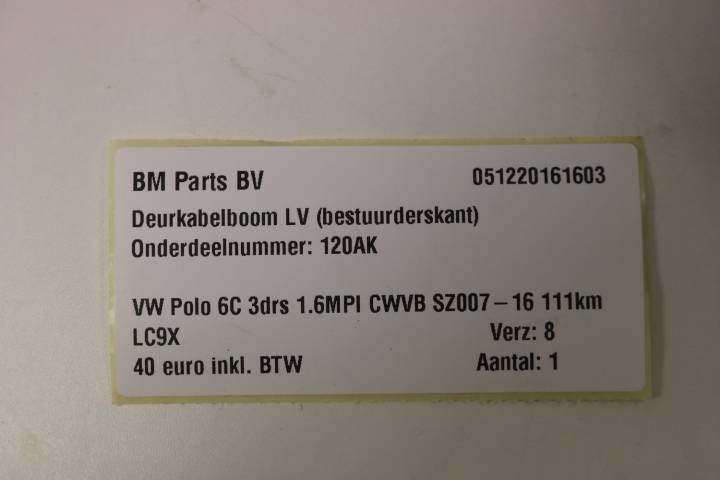 BM Parts BV 051220161603
Deurkabelboom LV (bestuurderskant)
Onderdeelnummer: 120AK
VW Polo 6C 3drs 1.6MPI CWVB SZ007 – 16 111km
LC9X Verz: 8
40 euro inkl. BTW Aantal: 1